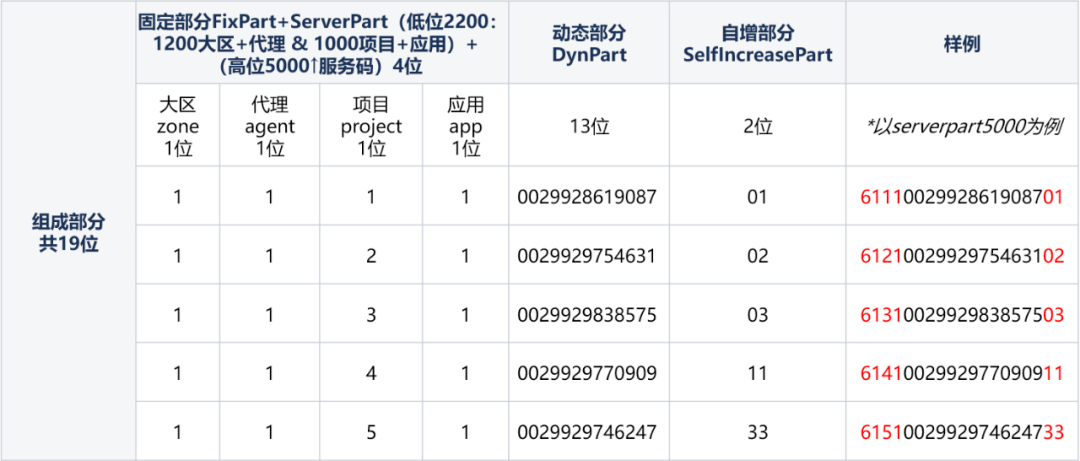 固定部分FixPart+ServerPart（低位2200：
1200大区+代理 & 1000项目+应用）+
（高位5000↑服务码）4位
动态部分
DynPart
自增部分
SelfIncreasePart
样例
大区
zone
1位
代理
agent
1位
项目
project
1位
应用
app
1位
13位
2位
*以serverpart5000为例
组成部分
共19位
1 1 1 1 0029928619087 01 6111002992861908701
1 1 2 1 0029929754631 02 6121002992975463102
1 1 3 1 0029929838575 03 6131002992983857503
1 1 4 1 0029929770909 11 6141002992977090911
1 1 5 1 0029929746247 33 6151002992974624733